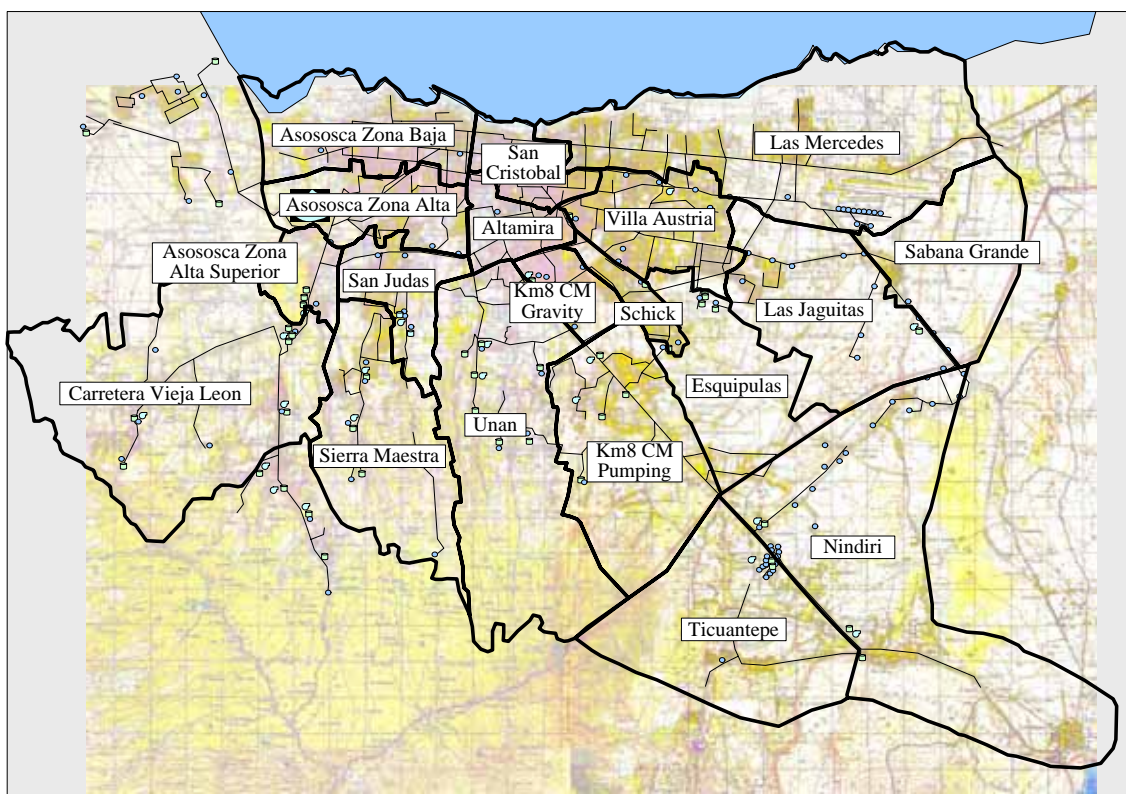 Asososca Zona Baja
Las Mercedes
San
Cristobal
Asososca Zona Alta
Altamira
Villa Austria
Asososca Zona
Alta Superior
Sabana Grande
San Judas
Km8 CM
Gravity
Schick
Las Jaguitas
Carretera Vieja Leon
Esquipulas
Unan
Sierra Maestra
Km8 CM
Pumping
Nindiri
Ticuantepe